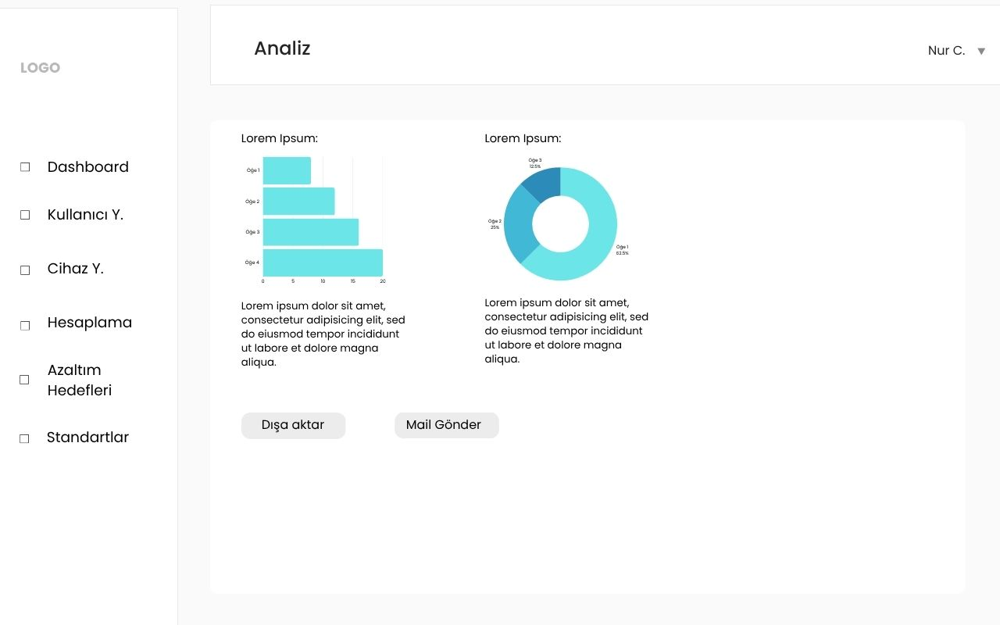 LOGO
Dashboard
Kullanıcı Y.
Cihaz Y.
Hesaplama
Azaltım
Hedefleri
Standartlar
Analiz
Nur C.
Lorem Ipsum:
Öğe 1
Öğe 2
Öğe 3
Öğe 4
0 5 10 15 20
Lorem ipsum dolor sit amet,
consectetur adipisicing elit, sed
do eiusmod tempor incididunt
ut labore et dolore magna
aliqua.
Lorem Ipsum:
Öğe 3
12.5%
Öğe 2
25%
Öğe 1
62.5%
Lorem ipsum dolor sit amet,
consectetur adipisicing elit, sed
do eiusmod tempor incididunt
ut labore et dolore magna
aliqua.
Dışa aktar
Mail Gönder